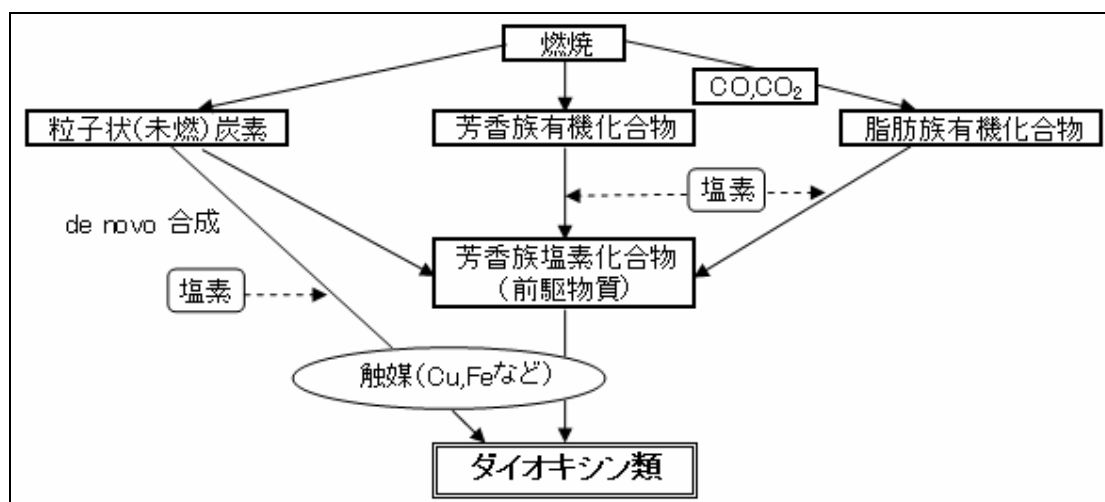 燃焼
CO,CO₂
粒子状(未燃)炭素
芳香族有機化合物
脂肪族有機化合物
塩素
de novo 合成
芳香族塩素化合物
(前駆物質)
塩素
触媒(Cu,Feなど)
ダイオキシン類